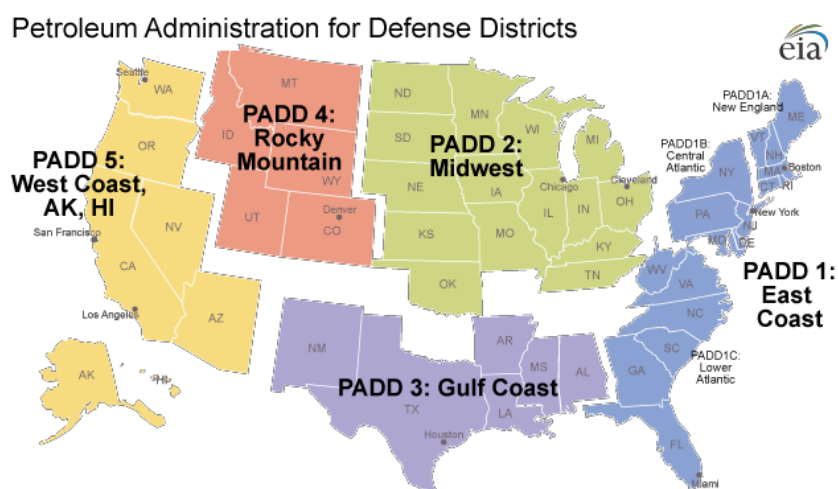 Petroleum Administration for Defense Districts
eia
Seattle
WA
OR
PADD 5:
West Coast,
AK, HI
San Francisco
NV
CA
Los Angeles
AZ
AK
HI
MT
PADD 4:
Rocky
Mountain
ID
WY
UT
Denver
CO
ND
MN
SD
WI
MI
PADD 2:
Midwest
NE
IA
Chicago
Cleveland
IL
IN
OH
KS
MO
KY
OK
TN
NM
AR
MS
AL
PADD 3: Gulf Coast
TX
LA
Houston
PADD1A:
New England
ME
VT
NH
PADD1B:
Central
Atlantic
NY
MA
Boston
CT
RI
PA
New York
NJ
MD
DE
WV
VA
PADD 1:
East
Coast
NC
SC
PADD1C:
Lower
Atlantic
GA
FL
Miami